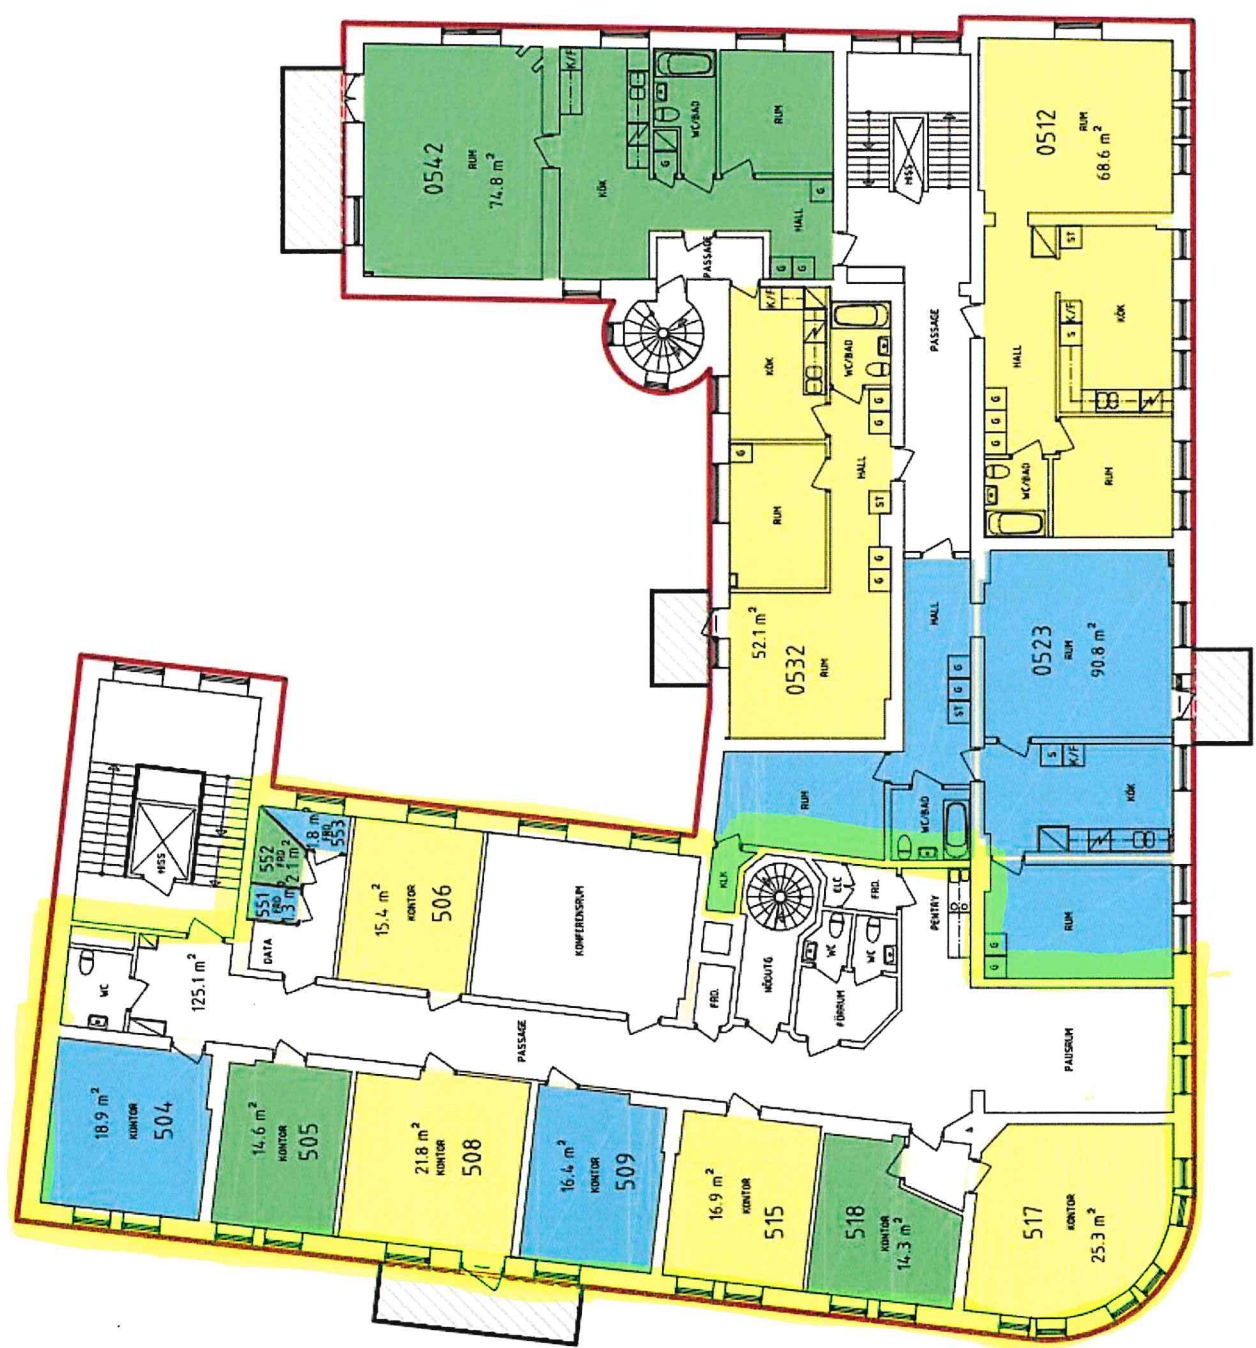 0542
RUM
74.8 m²
K/F
KÖK
G
WC/BAD
RUM
HALL
G
G
G
PASSAGE
HSS
0512
RUM
68.6 m²
ST
S
K/F
KÖK
HALL
G
G
G
WC/BAD
RUM
PASSAGE
K/F
KÖK
WC/BAD
G
G
G
RUM
HALL
ST
G
G
52.1 m²
0532
RUM
HALL
G
G
ST
0523
RUM
90.8 m²
S
K/F
KÖK
RUM
WC/BAD
KLK
G
G
RUM
HSS
WC
125.1 m²
DATA
551
FRD
1.3 m²
552
FRD
2.1 m²
1.8 m²
FRD
553
15.4 m²
KONTOR
506
KONFERENSRUM
FRD.
NÖDUTG
ELC
FRD.
WC
WC
FÖRRUM
PENTRY
PASSAGE
PAUSRUM
18.9 m²
KONTOR
504
14.6 m²
KONTOR
505
21.8 m²
KONTOR
508
16.4 m²
KONTOR
509
16.9 m²
KONTOR
515
518
KONTOR
14.3 m²
517
KONTOR
25.3 m²